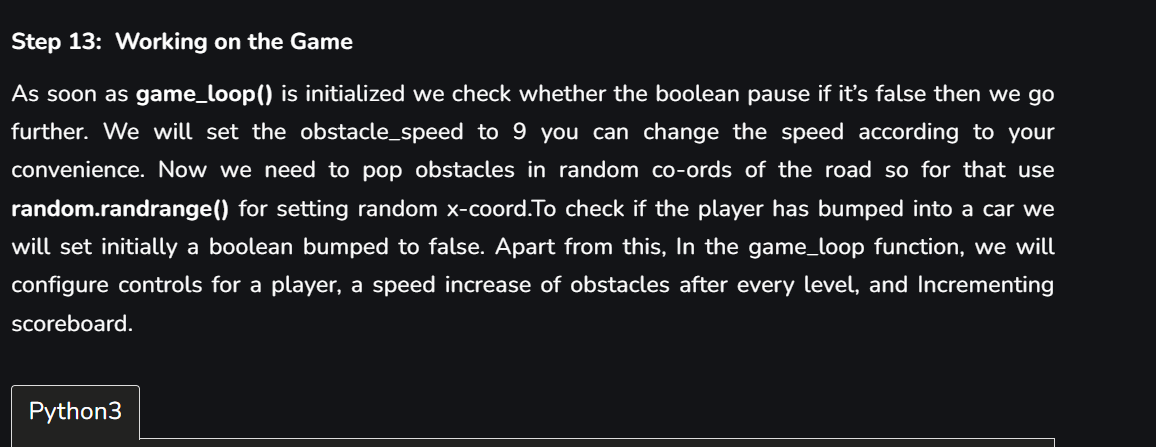 Step 13: Working on the Game
As soon as game_loop() is initialized we check whether the boolean pause if it’s false then we go
further. We will set the obstacle_speed to 9 you can change the speed according to your
convenience. Now we need to pop obstacles in random co-ords of the road so for that use
random.randrange() for setting random x-coord.To check if the player has bumped into a car we
will set initially a boolean bumped to false. Apart from this, In the game_loop function, we will
configure controls for a player, a speed increase of obstacles after every level, and Incrementing
scoreboard.
Python3